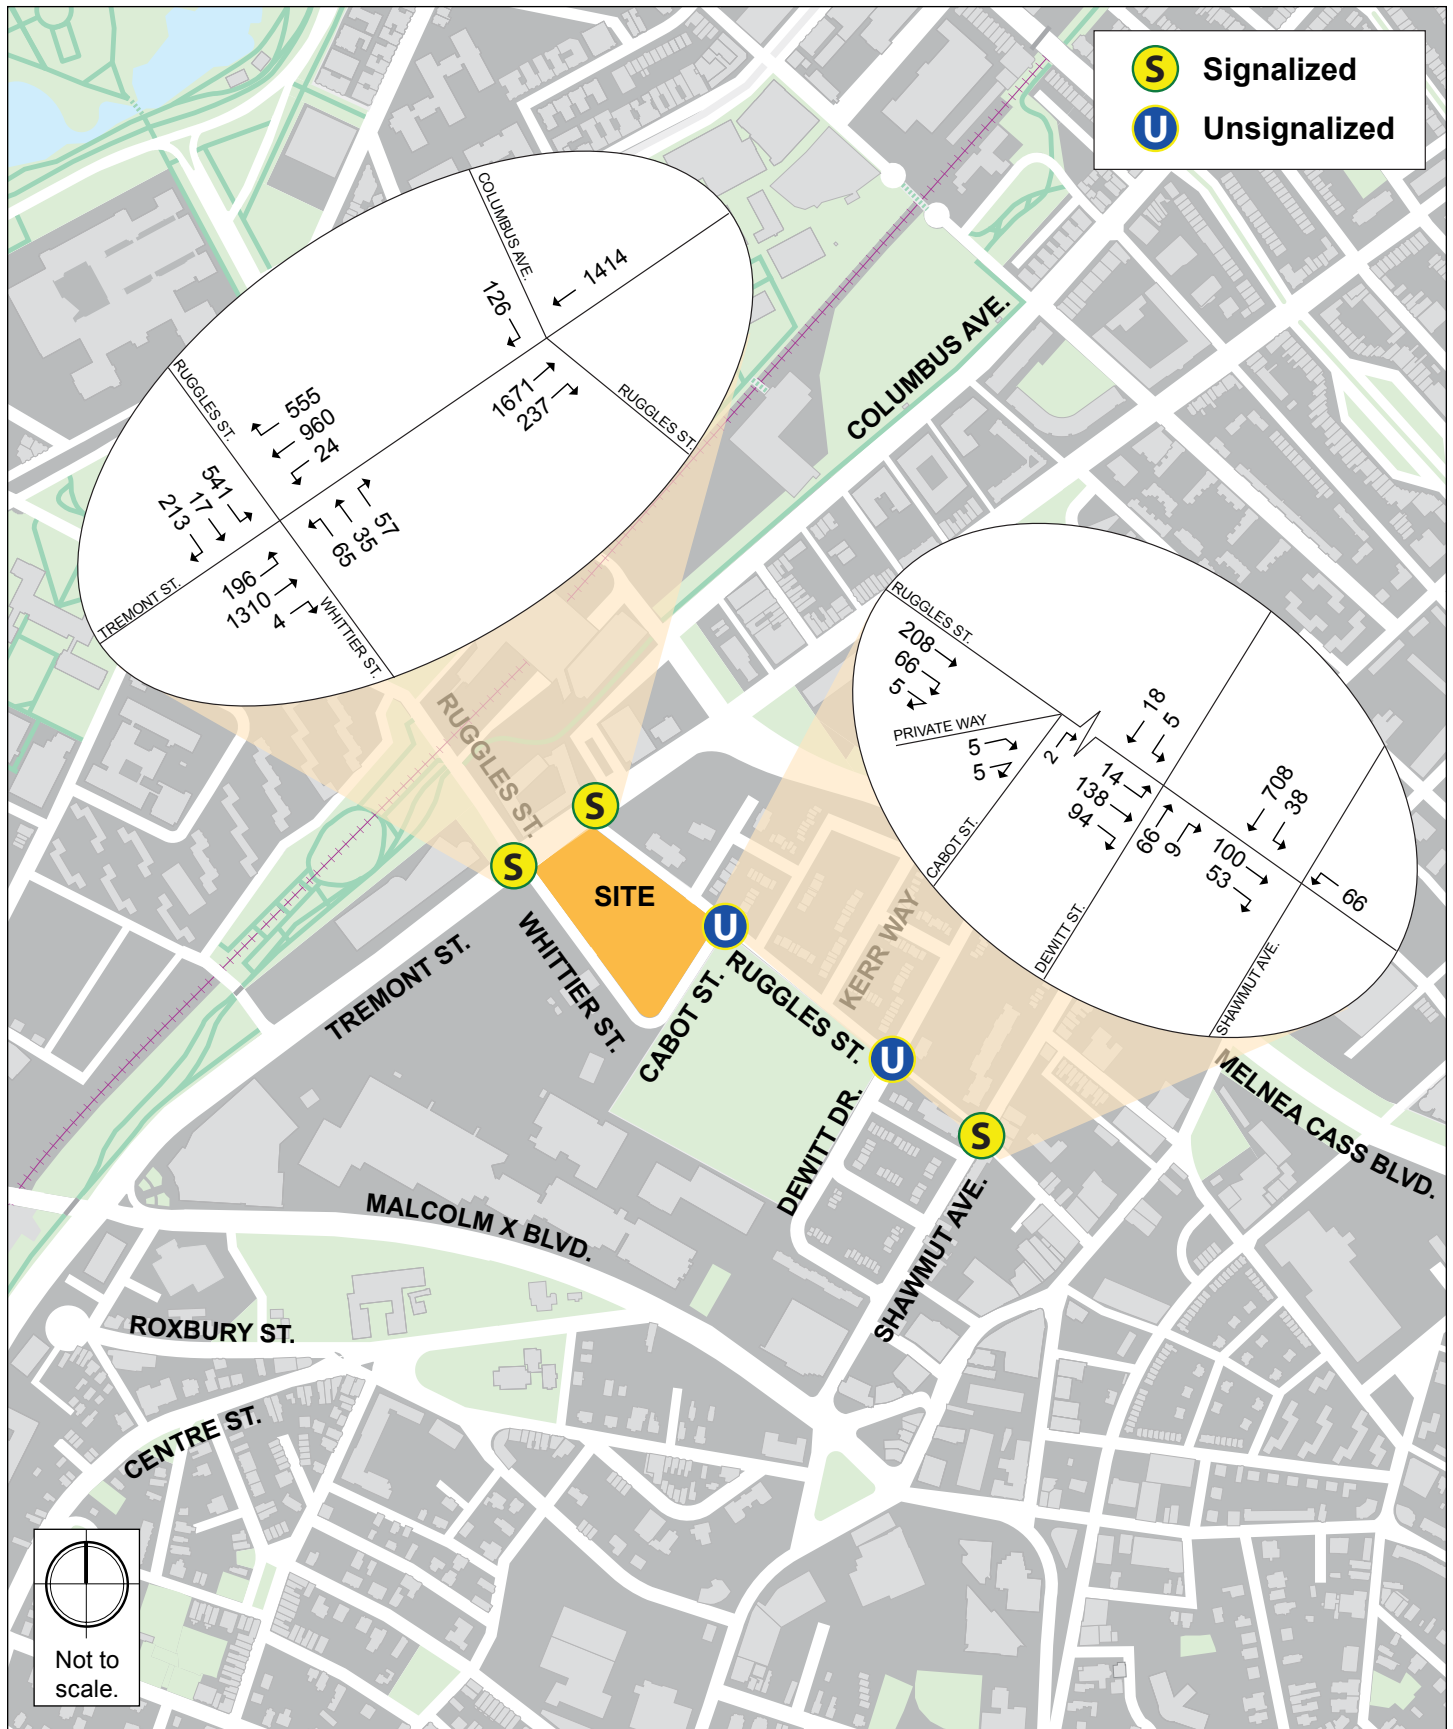 S Signalized
U Unsignalized
COLUMBUS AVE.
1414
126
1671
237
RUGGLES ST.
RUGGLES ST.
555
960
24
541
17
213
57
35
65
196
1310
4
TREMONT ST.
WHITTIER ST.
COLUMBUS AVE.
RUGGLES ST.
208
66
5
PRIVATE WAY
5
5
2
CABOT ST.
18
5
14
138
94
66
9
DEWITT ST.
708
38
100
53
66
SHAWMUT AVE.
RUGGLES ST.
S
S
SITE
U
WHITTIER ST.
TREMONT ST.
CABOT ST.
RUGGLES ST.
KERR WAY
U
DEWITT DR.
S
MELNEA CASS BLVD.
SHAWMUT AVE.
MALCOLM X BLVD.
ROXBURY ST.
CENTRE ST.
Not to
scale.